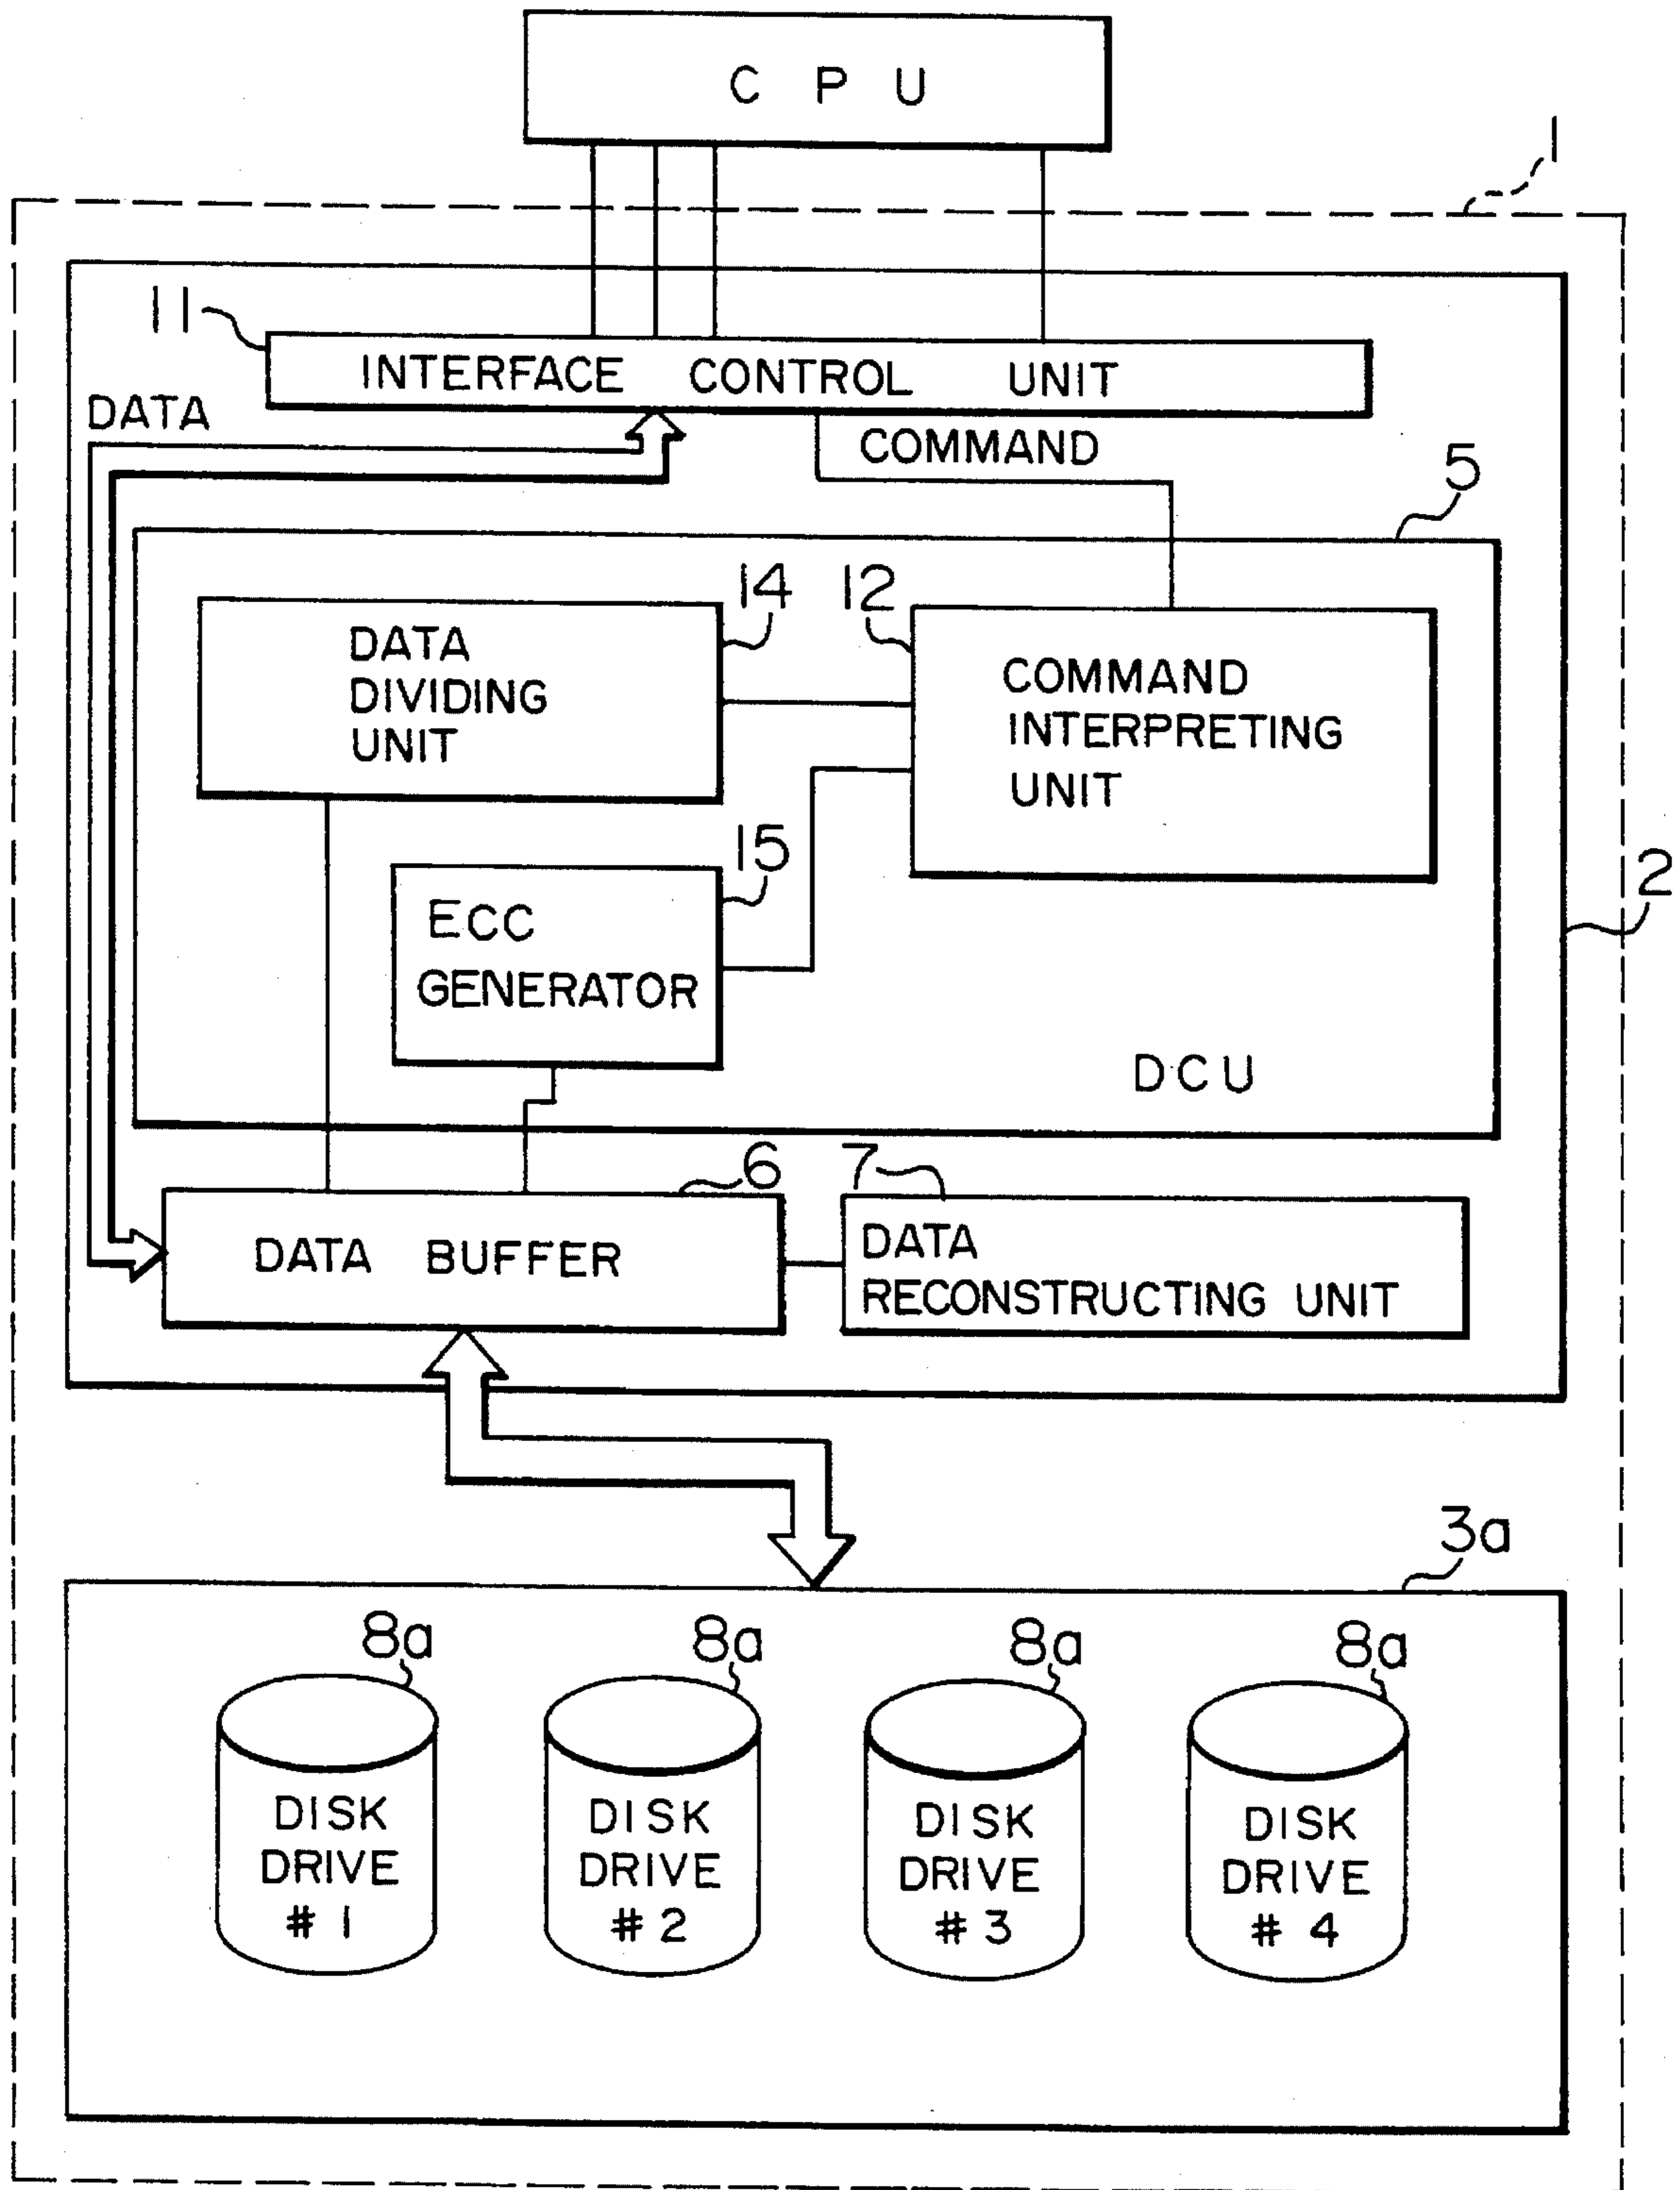 C P U
1
11
INTERFACE CONTROL UNIT
DATA
COMMAND
5
14
12
DATA
DIVIDING
UNIT
COMMAND
INTERPRETING
UNIT
15
2
ECC
GENERATOR
DCU
6
7
DATA BUFFER
DATA
RECONSTRUCTING UNIT
3a
8a
8a
8a
8a
DISK
DRIVE
# 1
DISK
DRIVE
# 2
DISK
DRIVE
# 3
DISK
DRIVE
# 4